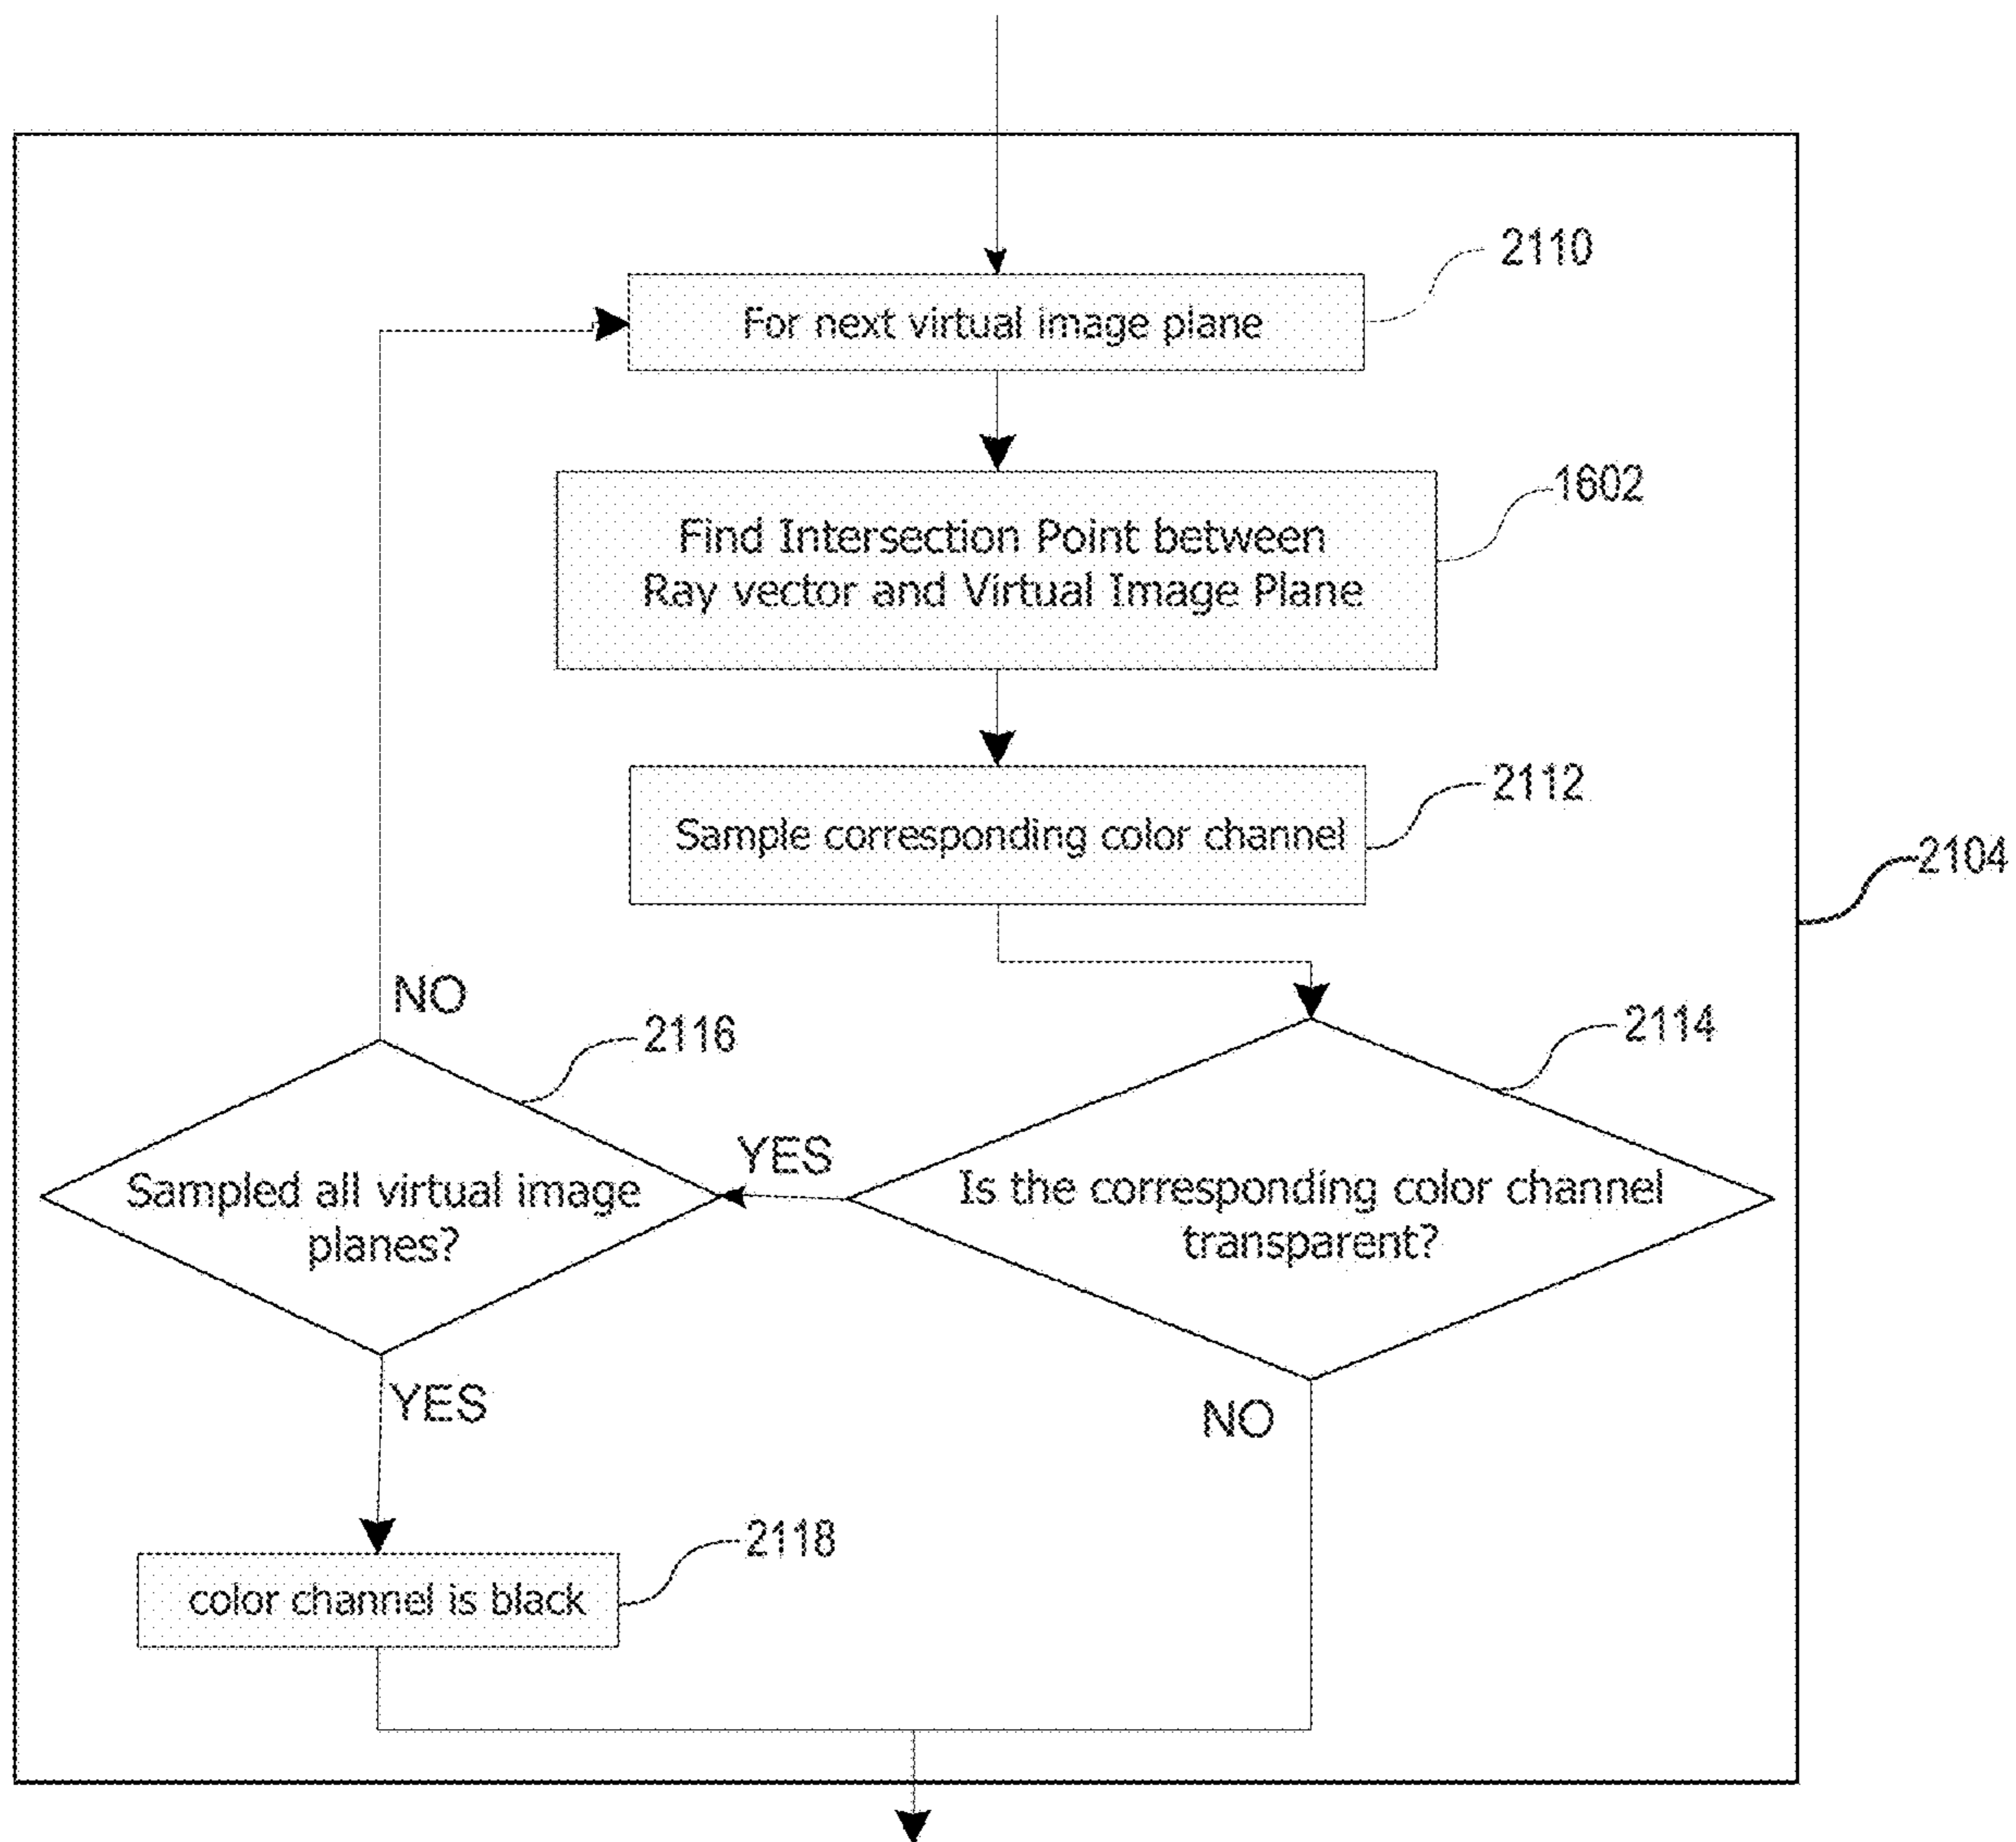 2110
For next virtual image plane
1602
Find Intersection Point between
Ray vector and Virtual Image Plane
2112
Sample corresponding color channel
2104
NO
2116
2114
YES
Sampled all virtual image
planes?
Is the corresponding color channel
transparent?
YES
NO
2118
color channel is black